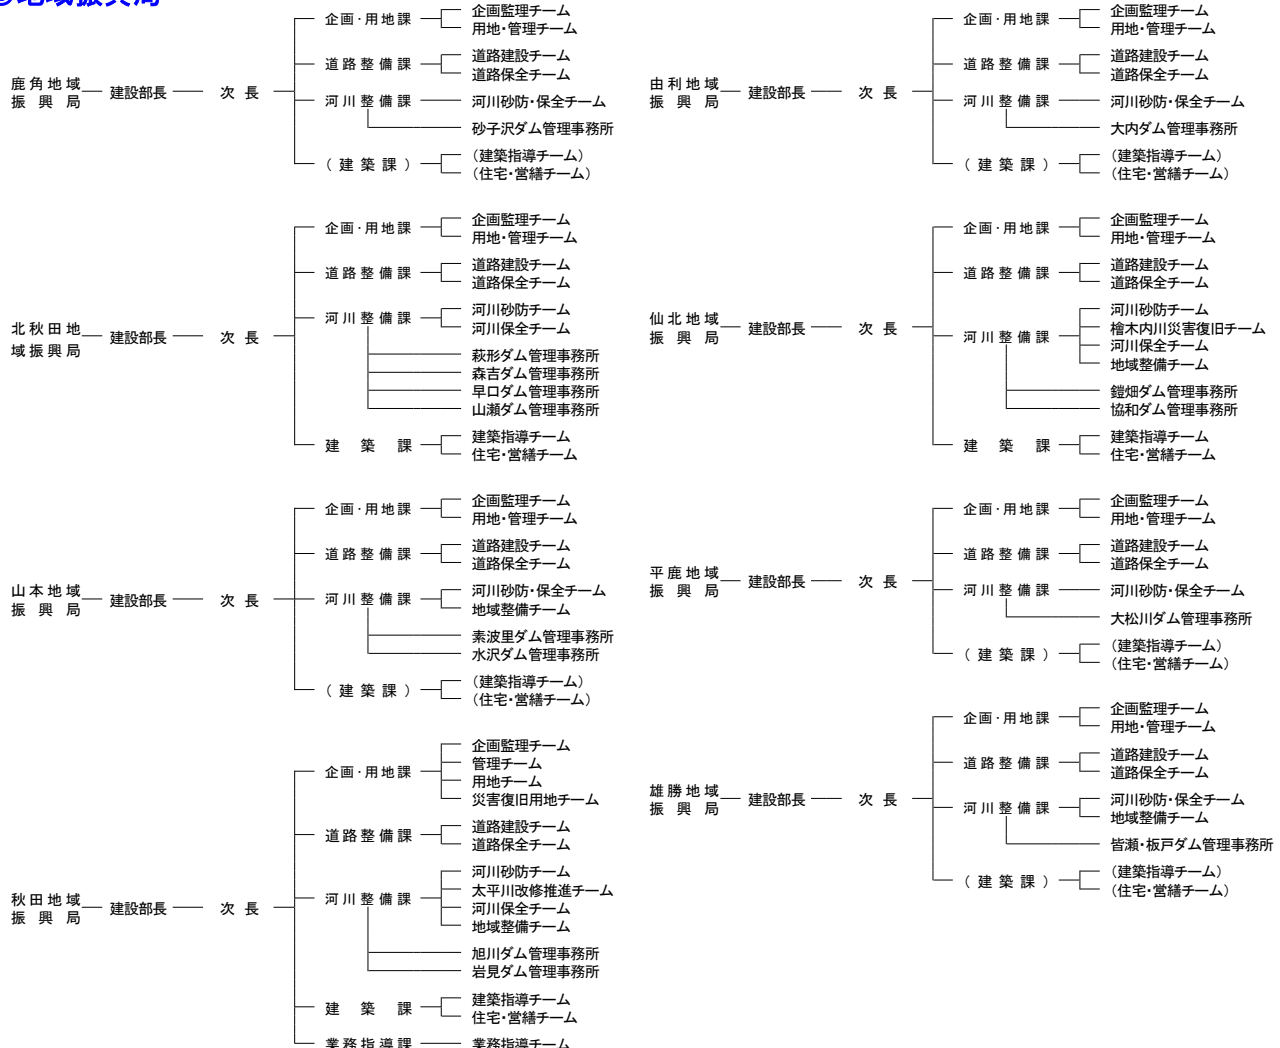 地域振興局
鹿角地域
振興局
建設部長
次長
企画・用地課
企画監理チーム
用地・管理チーム
道路整備課
道路建設チーム
道路保全チーム
河川整備課
河川砂防・保全チーム
砂子沢ダム管理事務所
（建築課）
（建築指導チーム）
（住宅・営繕チーム）
北秋田地
域振興局
建設部長
次長
企画・用地課
企画監理チーム
用地・管理チーム
道路整備課
道路建設チーム
道路保全チーム
河川整備課
河川砂防チーム
河川保全チーム
萩形ダム管理事務所
森吉ダム管理事務所
早口ダム管理事務所
山瀬ダム管理事務所
建築課
建築指導チーム
住宅・営繕チーム
山本地域
振興局
建設部長
次長
企画・用地課
企画監理チーム
用地・管理チーム
道路整備課
道路建設チーム
道路保全チーム
河川整備課
河川砂防・保全チーム
地域整備チーム
素波里ダム管理事務所
水沢ダム管理事務所
（建築課）
（建築指導チーム）
（住宅・営繕チーム）
秋田地域
振興局
建設部長
次長
企画・用地課
企画監理チーム
管理チーム
用地チーム
災害復旧用地チーム
道路整備課
道路建設チーム
道路保全チーム
河川整備課
河川砂防チーム
太平川改修推進チーム
河川保全チーム
地域整備チーム
旭川ダム管理事務所
岩見ダム管理事務所
建築課
建築指導チーム
住宅・営繕チーム
業務指導課
業務指導チーム
由利地域
振興局
建設部長
次長
企画・用地課
企画監理チーム
用地・管理チーム
道路整備課
道路建設チーム
道路保全チーム
河川整備課
河川砂防・保全チーム
大内ダム管理事務所
（建築課）
（建築指導チーム）
（住宅・営繕チーム）
仙北地域
振興局
建設部長
次長
企画・用地課
企画監理チーム
用地・管理チーム
道路整備課
道路建設チーム
道路保全チーム
河川整備課
河川砂防チーム
檜木内川災害復旧チーム
河川保全チーム
地域整備チーム
鎧畑ダム管理事務所
協和ダム管理事務所
建築課
建築指導チーム
住宅・営繕チーム
平鹿地域
振興局
建設部長
次長
企画・用地課
企画監理チーム
用地・管理チーム
道路整備課
道路建設チーム
道路保全チーム
河川整備課
河川砂防・保全チーム
大松川ダム管理事務所
（建築課）
（建築指導チーム）
（住宅・営繕チーム）
雄勝地域
振興局
建設部長
次長
企画・用地課
企画監理チーム
用地・管理チーム
道路整備課
道路建設チーム
道路保全チーム
河川整備課
河川砂防・保全チーム
地域整備チーム
皆瀬・板戸ダム管理事務所
（建築課）
（建築指導チーム）
（住宅・営繕チーム）